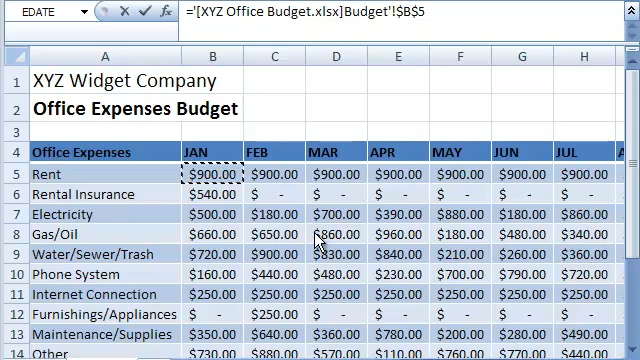 EDATE fx ='[XYZ Office Budget.xlsx]Budget'!$B$5
A B C D E F G H
1 XYZ Widget Company
2 Office Expenses Budget
3
4 Office Expenses JAN FEB MAR APR MAY JUN JUL A
5 Rent $900.00 $900.00 $900.00 $900.00 $900.00 $900.00 $900.00
6 Rental Insurance $540.00 $ - $ - $ - $ - $ - $ -
7 Electricity $500.00 $180.00 $700.00 $390.00 $880.00 $180.00 $860.00
8 Gas/Oil $660.00 $650.00 $860.00 $960.00 $180.00 $480.00 $340.00
9 Water/Sewer/Trash $720.00 $900.00 $830.00 $840.00 $210.00 $260.00 $360.00
10 Phone System $160.00 $440.00 $480.00 $230.00 $700.00 $790.00 $720.00
11 Internet Connection $250.00 $250.00 $250.00 $250.00 $250.00 $250.00 $250.00
12 Furnishings/Appliances $ - $250.00 $ - $ - $ - $ - $ -
13 Maintenance/Supplies $350.00 $640.00 $360.00 $780.00 $200.00 $280.00 $490.00
14 Other $730.00 $880.00 $570.00 $110.00 $760.00 $770.00 $440.00